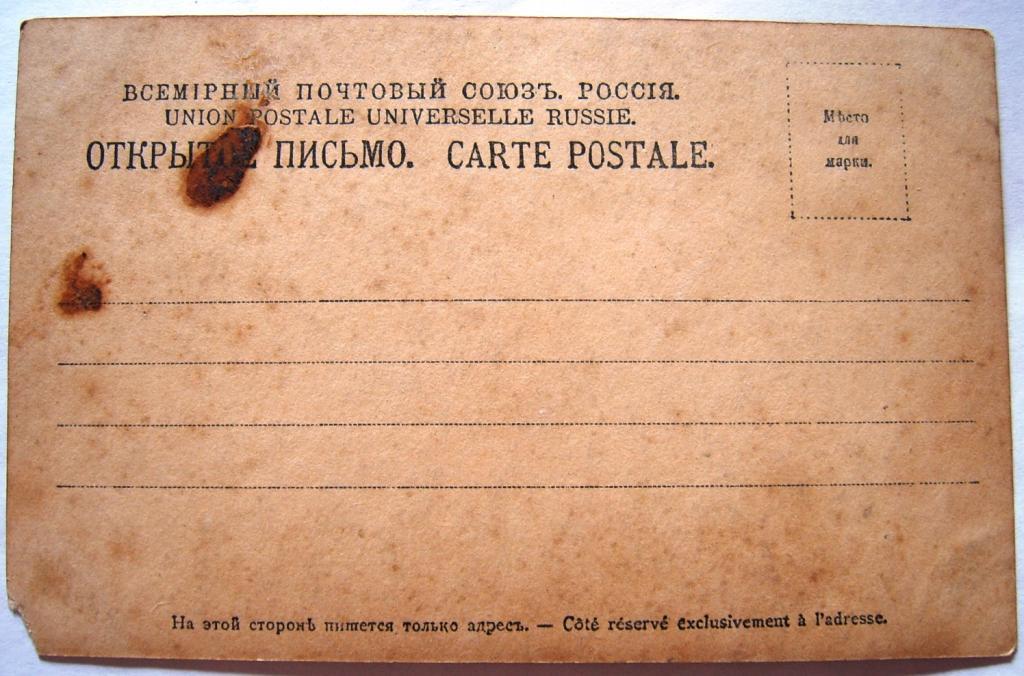 ВСЕМІРНЫЙ ПОЧТОВЫЙ СОЮЗЪ. РОССІЯ.
UNION POSTALE UNIVERSELLE RUSSIE.
ОТКРЫТОЕ ПИСЬМО. CARTE POSTALE.
Мѣсто
для
марки.
На этой сторонѣ пишется только адресъ. — Côté réservé exclusivement à l'adresse.